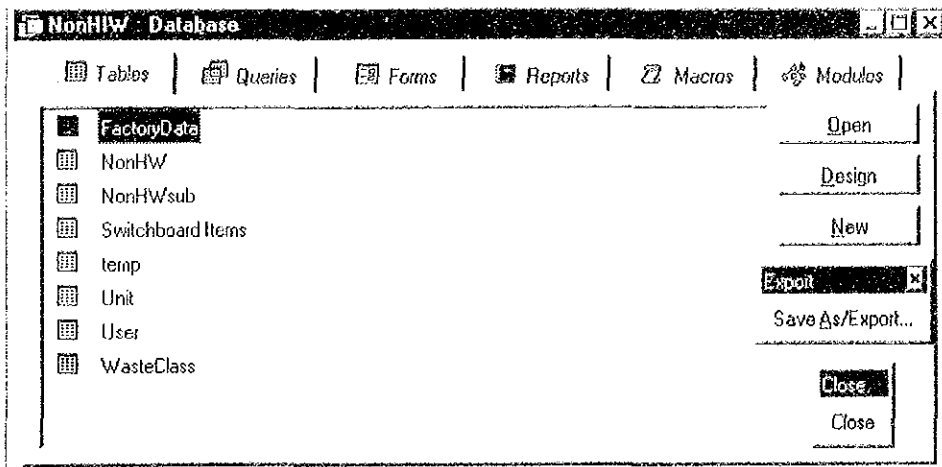 NonHW : Database
Tables Queries Forms Reports Macros Modules
FactoryData
NonHW
NonHWsub
Switchboard Items
temp
Unit
User
WasteClass
Open
Design
New
Export
Save As/Export...
Close
Close